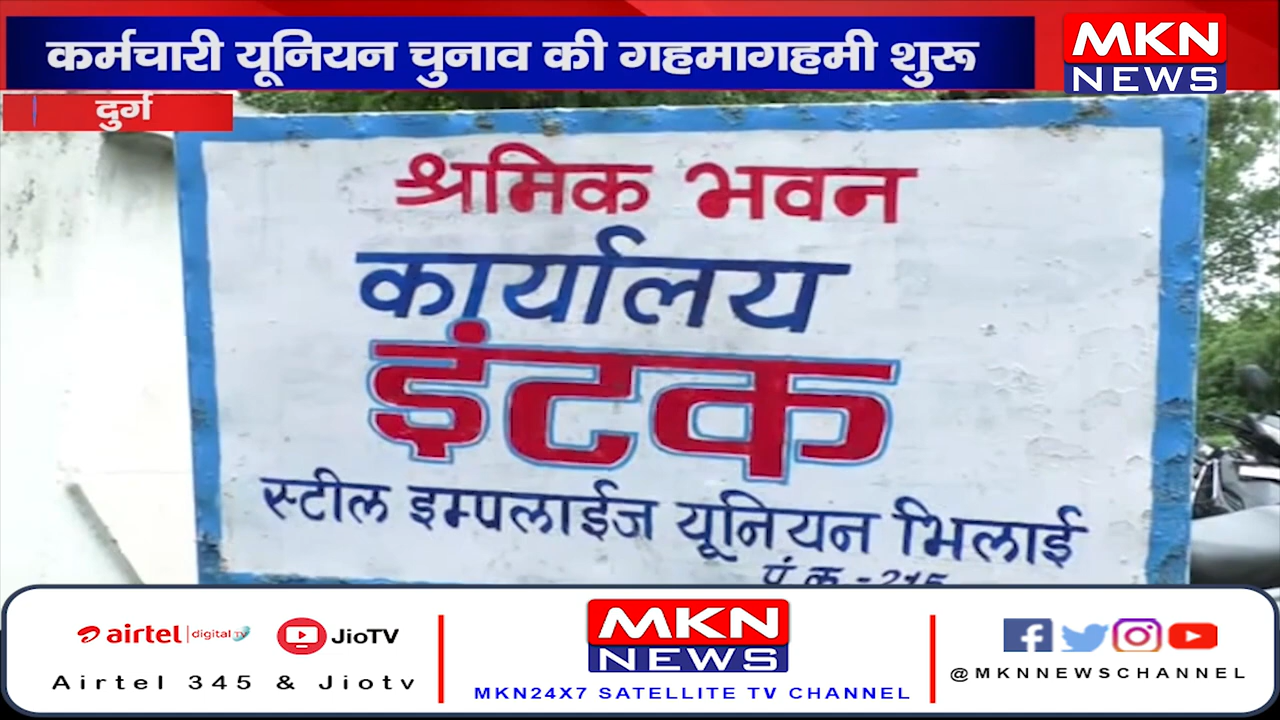 कर्मचारी यूनियन चुनाव की गहमागहमी शुरू
MKN
NEWS
दुर्ग
श्रमिक भवन
कार्यालय
इंटक
स्टील इम्पलाईज यूनियन भिलाई
पं.क्र.-215
airtel digital TV
JioTV
Airtel 345 & Jiotv
MKN
NEWS
MKN24X7 SATELLITE TV CHANNEL
@MKNNEWSCHANNEL